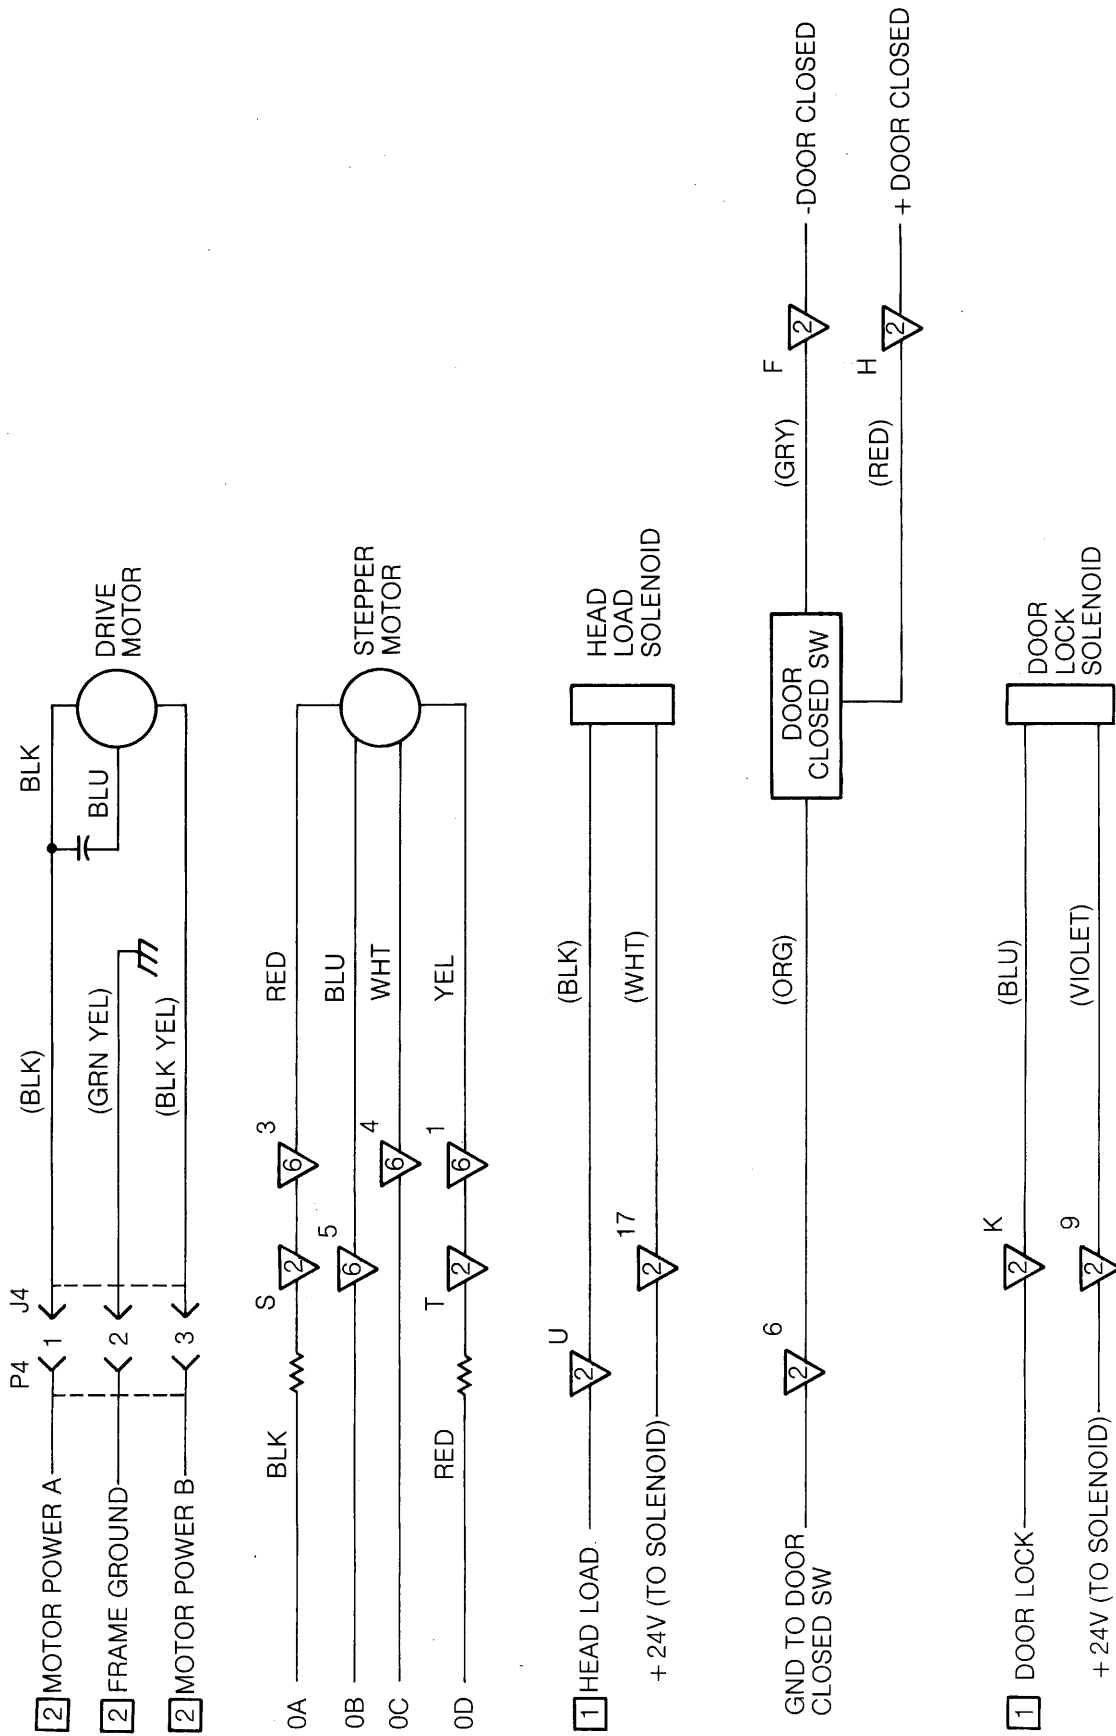 2 MOTOR POWER A
2 FRAME GROUND
2 MOTOR POWER B
P4
J4
1
2
3
(BLK)
(GRN YEL)
(BLK YEL)
BLK
BLU
DRIVE
MOTOR
0A
0B
0C
0D
BLK
RED
S
2
6
3
6
5
6
4
T
2
6
1
RED
BLU
WHT
YEL
STEPPER
MOTOR
1 HEAD LOAD
+24V (TO SOLENOID)
2
U
2
17
(BLK)
(WHT)
HEAD
LOAD
SOLENOID
GND TO DOOR
CLOSED SW
2
6
(ORG)
DOOR
CLOSED SW
(GRY)
(RED)
F
2
H
2
-DOOR CLOSED
+ DOOR CLOSED
1 DOOR LOCK
+24V (TO SOLENOID)
2
K
2
9
(BLU)
(VIOLET)
DOOR
LOCK
SOLENOID